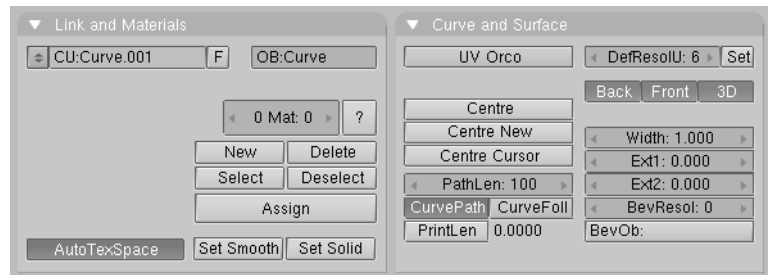 Link and Materials
CU:Curve.001 F OB:Curve
0 Mat: 0 ?
New Delete
Select Deselect
Assign
AutoTexSpace Set Smooth Set Solid
Curve and Surface
UV Orco DefResolU: 6 Set
Back Front 3D
Centre
Centre New Width: 1.000
Centre Cursor Ext1: 0.000
PathLen: 100 Ext2: 0.000
CurvePath CurveFoll BevResol: 0
PrintLen 0.0000 BevOb: